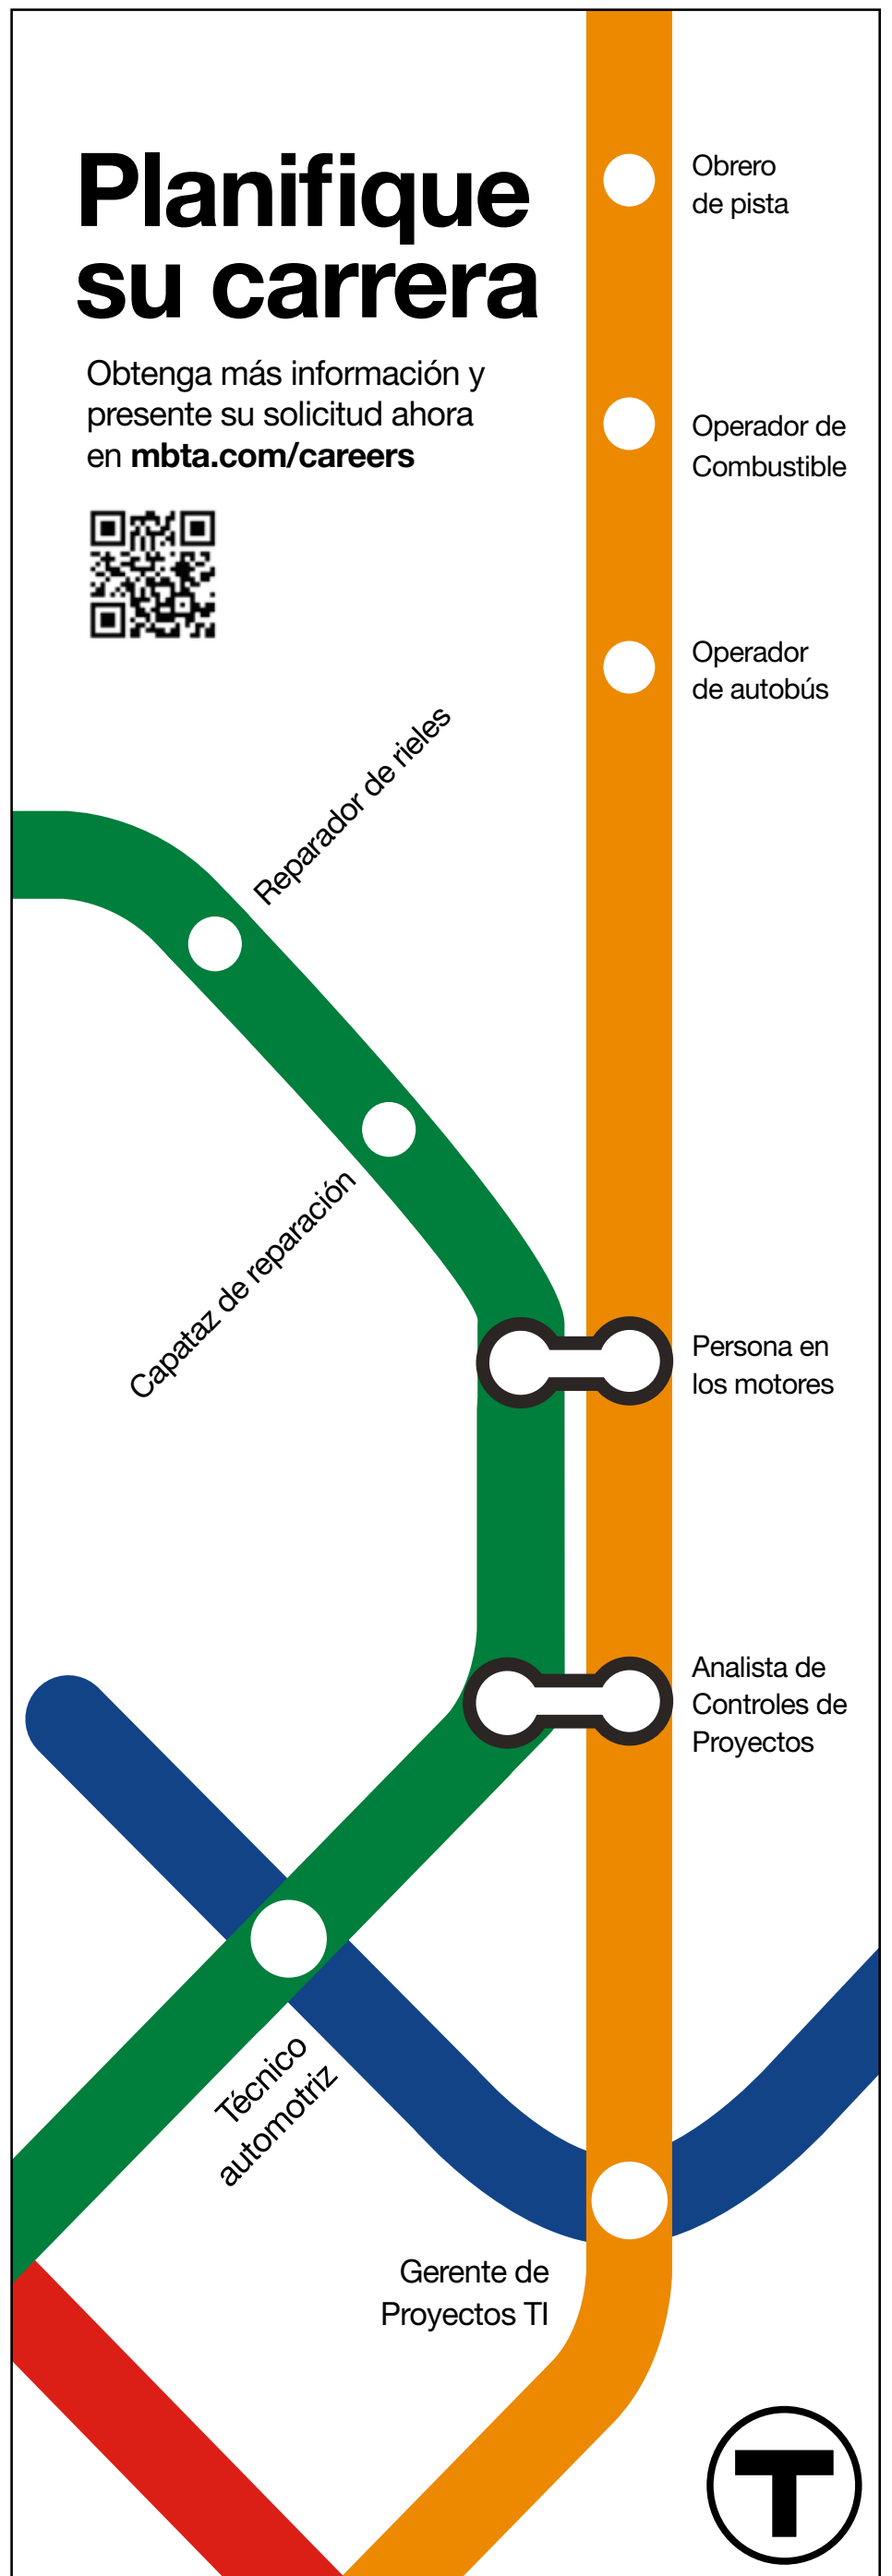 Planifique
su carrera
Obtenga más información y
presente su solicitud ahora
en mbta.com/careers
Obrero
de pista
Operador de
Combustible
Operador
de autobús
Reparador de rieles
Capataz de reparación
Persona en
los motores
Analista de
Controles de
Proyectos
Técnico
automotriz
Gerente de
Proyectos TI
T